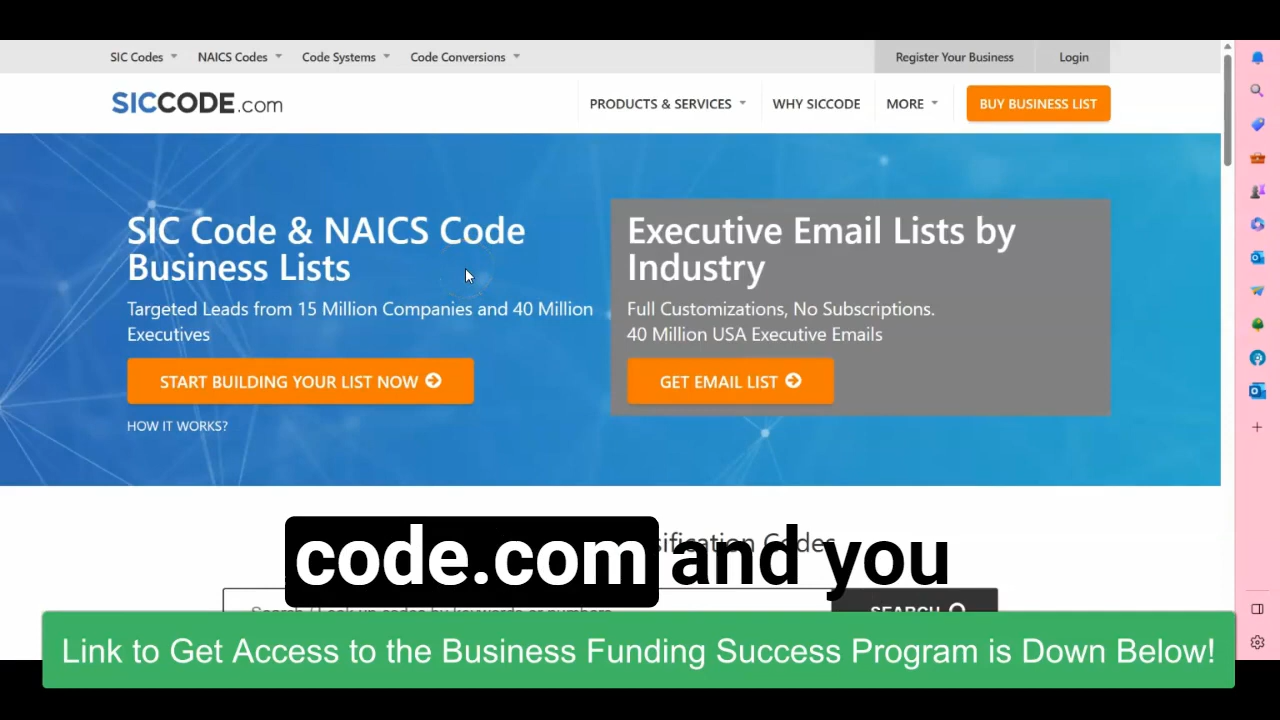 SIC Codes NAICS Codes Code Systems Code Conversions Register Your Business Login
SICCODE.com PRODUCTS & SERVICES WHY SICCODE MORE BUY BUSINESS LIST
SIC Code & NAICS Code
Business Lists
Targeted Leads from 15 Million Companies and 40 Million
Executives
START BUILDING YOUR LIST NOW
HOW IT WORKS?
Executive Email Lists by
Industry
Full Customizations, No Subscriptions.
40 Million USA Executive Emails
GET EMAIL LIST
code.com and you
SEARCH
Link to Get Access to the Business Funding Success Program is Down Below!